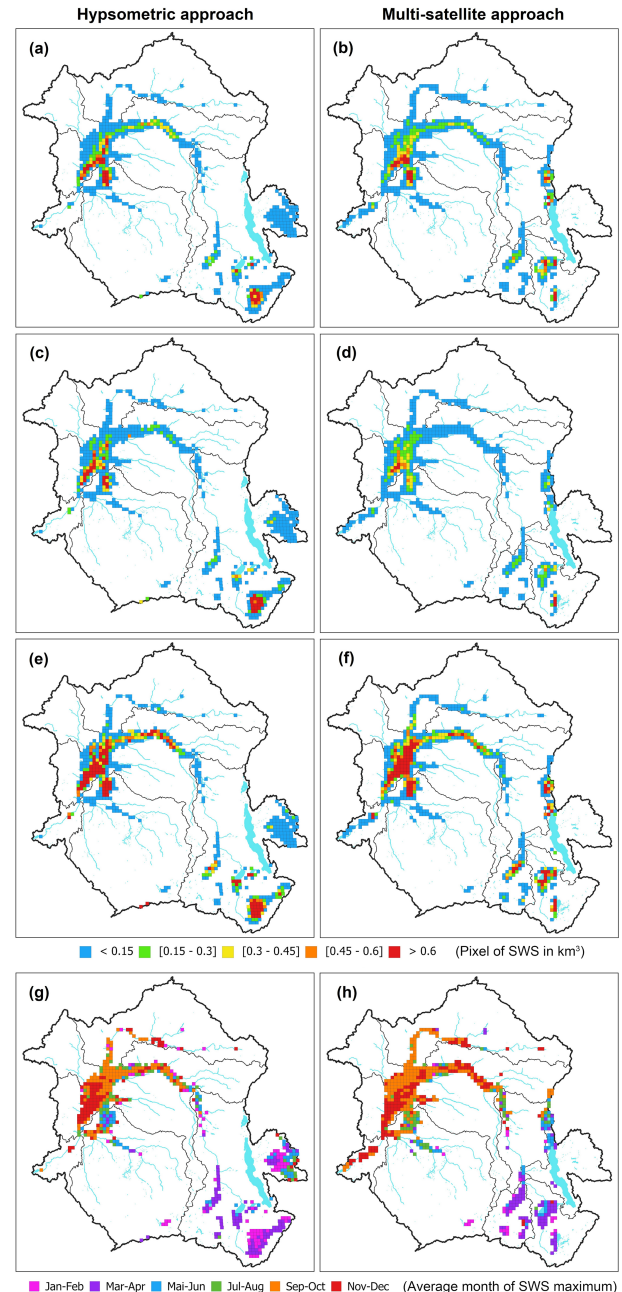 Hypsometric approach
Multi-satellite approach
(a)
(b)
(c)
(d)
(e)
(f)
< 0.15 [0.15 - 0.3] [0.3 - 0.45] [0.45 - 0.6] > 0.6 (Pixel of SWS in km³)
(g)
(h)
Jan-Feb Mar-Apr Mai-Jun Jul-Aug Sep-Oct Nov-Dec (Average month of SWS maximum)